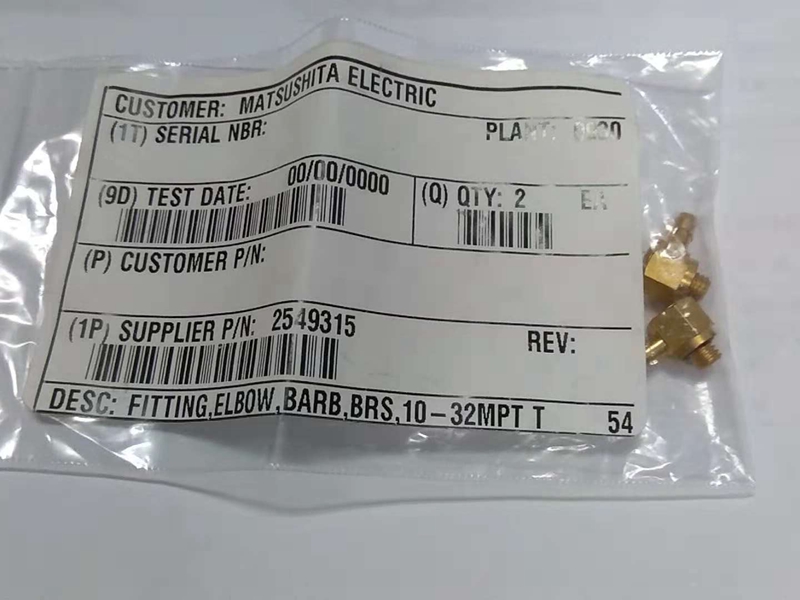 CUSTOMER: MATSUSHITA ELECTRIC
(1T) SERIAL NBR: PLANT:
(9D) TEST DATE: 00/00/0000 (Q) QTY: 2 EA
(P) CUSTOMER P/N:
(1P) SUPPLIER P/N: 2549315 REV:
DESC: FITTING,ELBOW,BARB,BRS,10-32MPT T 54